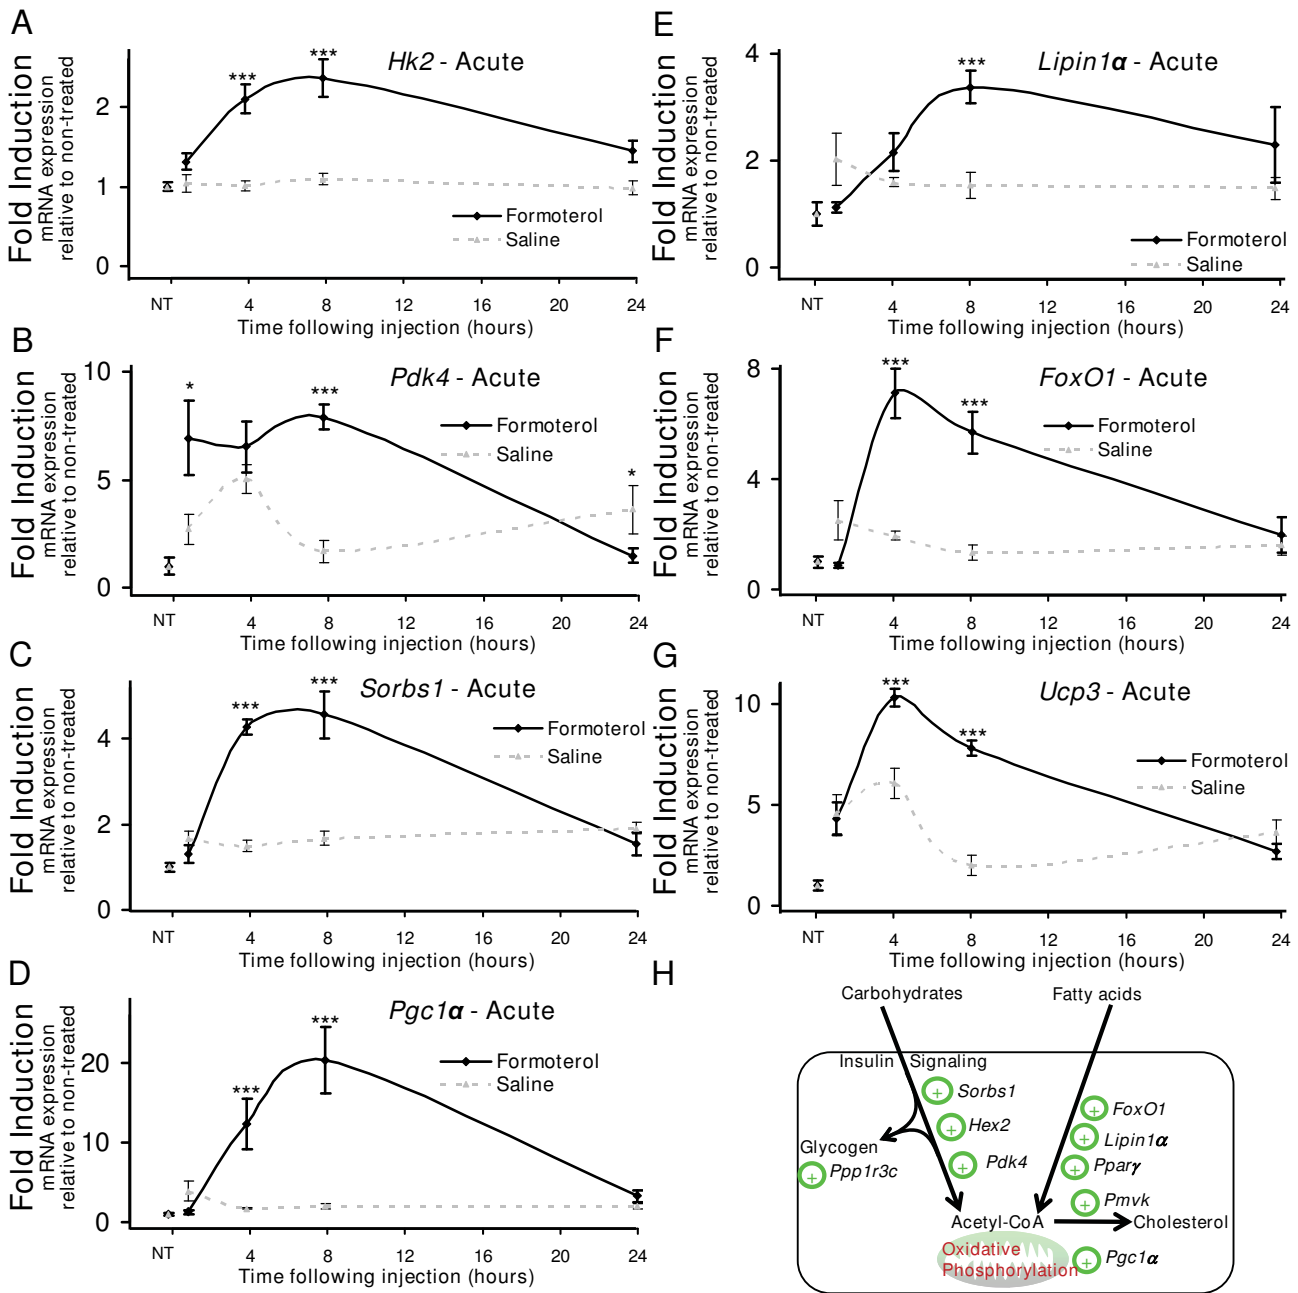 A
Hk2 - Acute
Fold Induction
mRNA expression
relative to non-treated
2
1
0
***
***
Formoterol
Saline
NT
4
8
12
16
20
24
Time following injection (hours)
B
Pdk4 - Acute
Fold Induction
mRNA expression
relative to non-treated
10
5
0
*
***
*
Formoterol
Saline
NT
4
8
12
16
20
24
Time following injection (hours)
C
Sorbs1 - Acute
Fold Induction
mRNA expression
relative to non-treated
4
2
0
***
***
Formoterol
Saline
NT
4
8
12
16
20
24
Time following injection (hours)
D
Pgc1α - Acute
Fold Induction
mRNA expression
relative to non-treated
20
10
0
***
***
Formoterol
Saline
NT
4
8
12
16
20
24
Time following injection (hours)
E
Lipin1α - Acute
Fold Induction
mRNA expression
relative to non-treated
4
2
0
***
Formoterol
Saline
NT
4
8
12
16
20
24
Time following injection (hours)
F
FoxO1 - Acute
Fold Induction
mRNA expression
relative to non-treated
8
4
0
***
***
Formoterol
Saline
NT
4
8
12
16
20
24
Time following injection (hours)
G
Ucp3 - Acute
Fold Induction
mRNA expression
relative to non-treated
10
5
0
***
***
Formoterol
Saline
NT
4
8
12
16
20
24
Time following injection (hours)
H
Carbohydrates
Fatty acids
Insulin Signaling
+ Sorbs1
+ Hex2
+ Pdk4
Glycogen
+ Ppp1r3c
+ FoxO1
+ Lipin1α
+ Pparγ
+ Pmvk
Acetyl-CoA
Cholesterol
Oxidative
Phosphorylation
+ Pgc1α